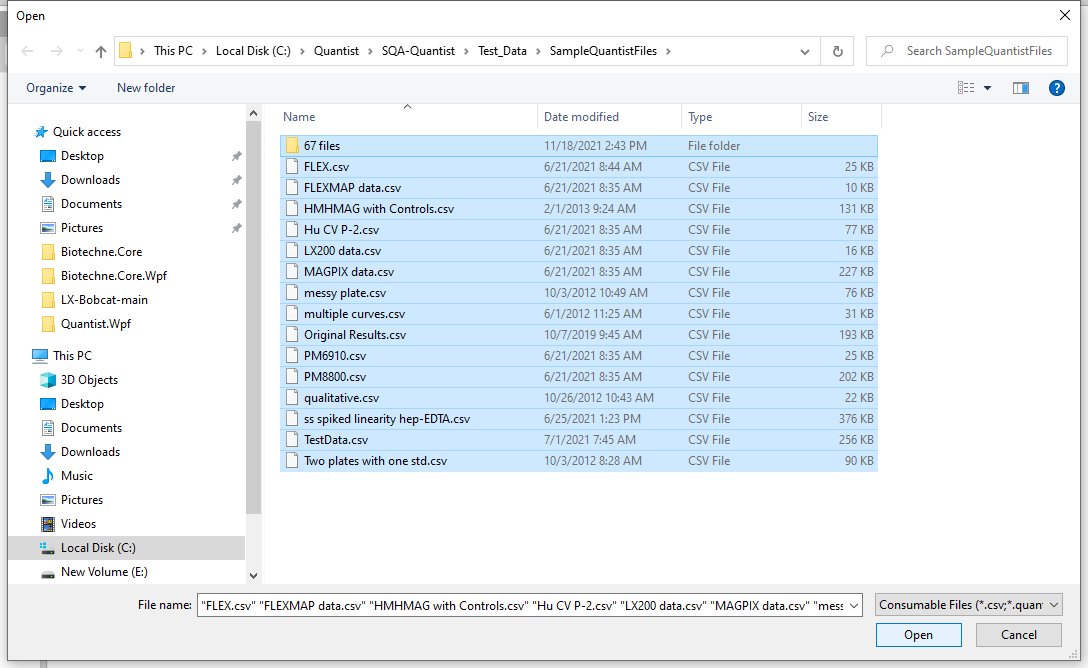 Open
This PC > Local Disk (C:) > Quantist > SQA-Quantist > Test_Data > SampleQuantistFiles >
Search SampleQuantistFiles
Organize
New folder
Quick access
Desktop
Downloads
Documents
Pictures
Biotechne.Core
Biotechne.Core.Wpf
LX-Bobcat-main
Quantist.Wpf
This PC
3D Objects
Desktop
Documents
Downloads
Music
Pictures
Videos
Local Disk (C:)
New Volume (E:)
Name Date modified Type Size
67 files 11/18/2021 2:43 PM File folder
FLEX.csv 6/21/2021 8:44 AM CSV File 25 KB
FLEXMAP data.csv 6/21/2021 8:35 AM CSV File 10 KB
HMHMAG with Controls.csv 2/1/2013 9:24 AM CSV File 131 KB
Hu CV P-2.csv 6/21/2021 8:35 AM CSV File 77 KB
LX200 data.csv 6/21/2021 8:35 AM CSV File 16 KB
MAGPIX data.csv 6/21/2021 8:35 AM CSV File 227 KB
messy plate.csv 10/3/2012 10:49 AM CSV File 76 KB
multiple curves.csv 6/1/2012 11:25 AM CSV File 31 KB
Original Results.csv 10/7/2019 9:45 AM CSV File 193 KB
PM6910.csv 6/21/2021 8:35 AM CSV File 25 KB
PM8800.csv 6/21/2021 8:35 AM CSV File 202 KB
qualitative.csv 10/26/2012 10:43 AM CSV File 22 KB
ss spiked linearity hep-EDTA.csv 6/25/2021 1:23 PM CSV File 376 KB
TestData.csv 7/1/2021 7:45 AM CSV File 256 KB
Two plates with one std.csv 10/3/2012 8:28 AM CSV File 90 KB
File name: "FLEX.csv" "FLEXMAP data.csv" "HMHMAG with Controls.csv" "Hu CV P-2.csv" "LX200 data.csv" "MAGPIX data.csv" "mess
Consumable Files (*.csv;*.quan
Open
Cancel